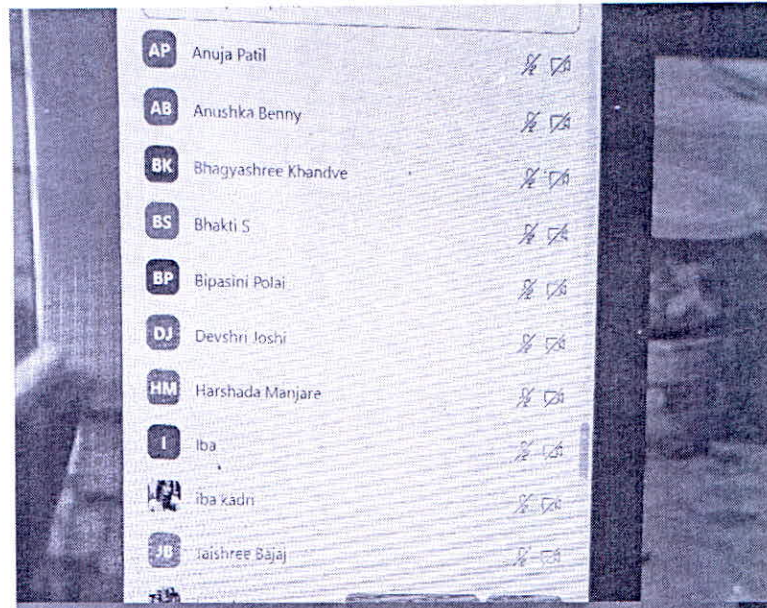 AP Anuja Patil
AB Anushka Benny
BK Bhagyashree Khandve
BS Bhakti S
BP Bipasini Polai
DJ Devshri Joshi
HM Harshada Manjare
I Iba
iba kadri
JB Jaishree Bajaj